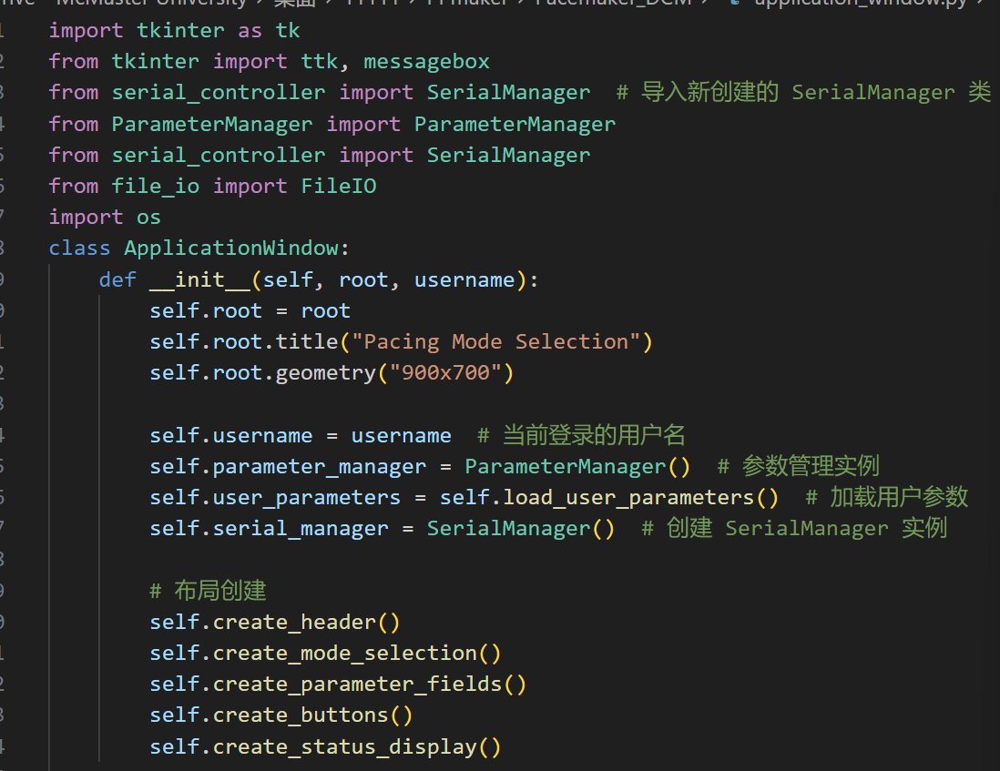 McMaster University > 桌面 > Pacemaker_DCM > application_window.py >
import tkinter as tk
from tkinter import ttk, messagebox
from serial_controller import SerialManager  # 导入新创建的 SerialManager 类
from ParameterManager import ParameterManager
from serial_controller import SerialManager
from file_io import FileIO
import os
class ApplicationWindow:
    def __init__(self, root, username):
        self.root = root
        self.root.title("Pacing Mode Selection")
        self.root.geometry("900x700")
        self.username = username  # 当前登录的用户名
        self.parameter_manager = ParameterManager()  # 参数管理实例
        self.user_parameters = self.load_user_parameters()  # 加载用户参数
        self.serial_manager = SerialManager()  # 创建 SerialManager 实例
        # 布局创建
        self.create_header()
        self.create_mode_selection()
        self.create_parameter_fields()
        self.create_buttons()
        self.create_status_display()